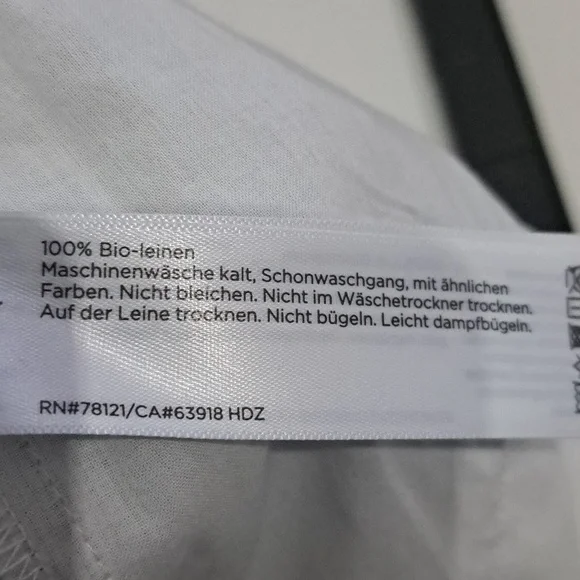 100% Bio-leinen
Maschinenwäsche kalt, Schonwaschgang, mit ähnlichen
Farben. Nicht bleichen. Nicht im Wäschetrockner trocknen.
Auf der Leine trocknen. Nicht bügeln. Leicht dampfbügeln.
RN#78121/CA#63918 HDZ